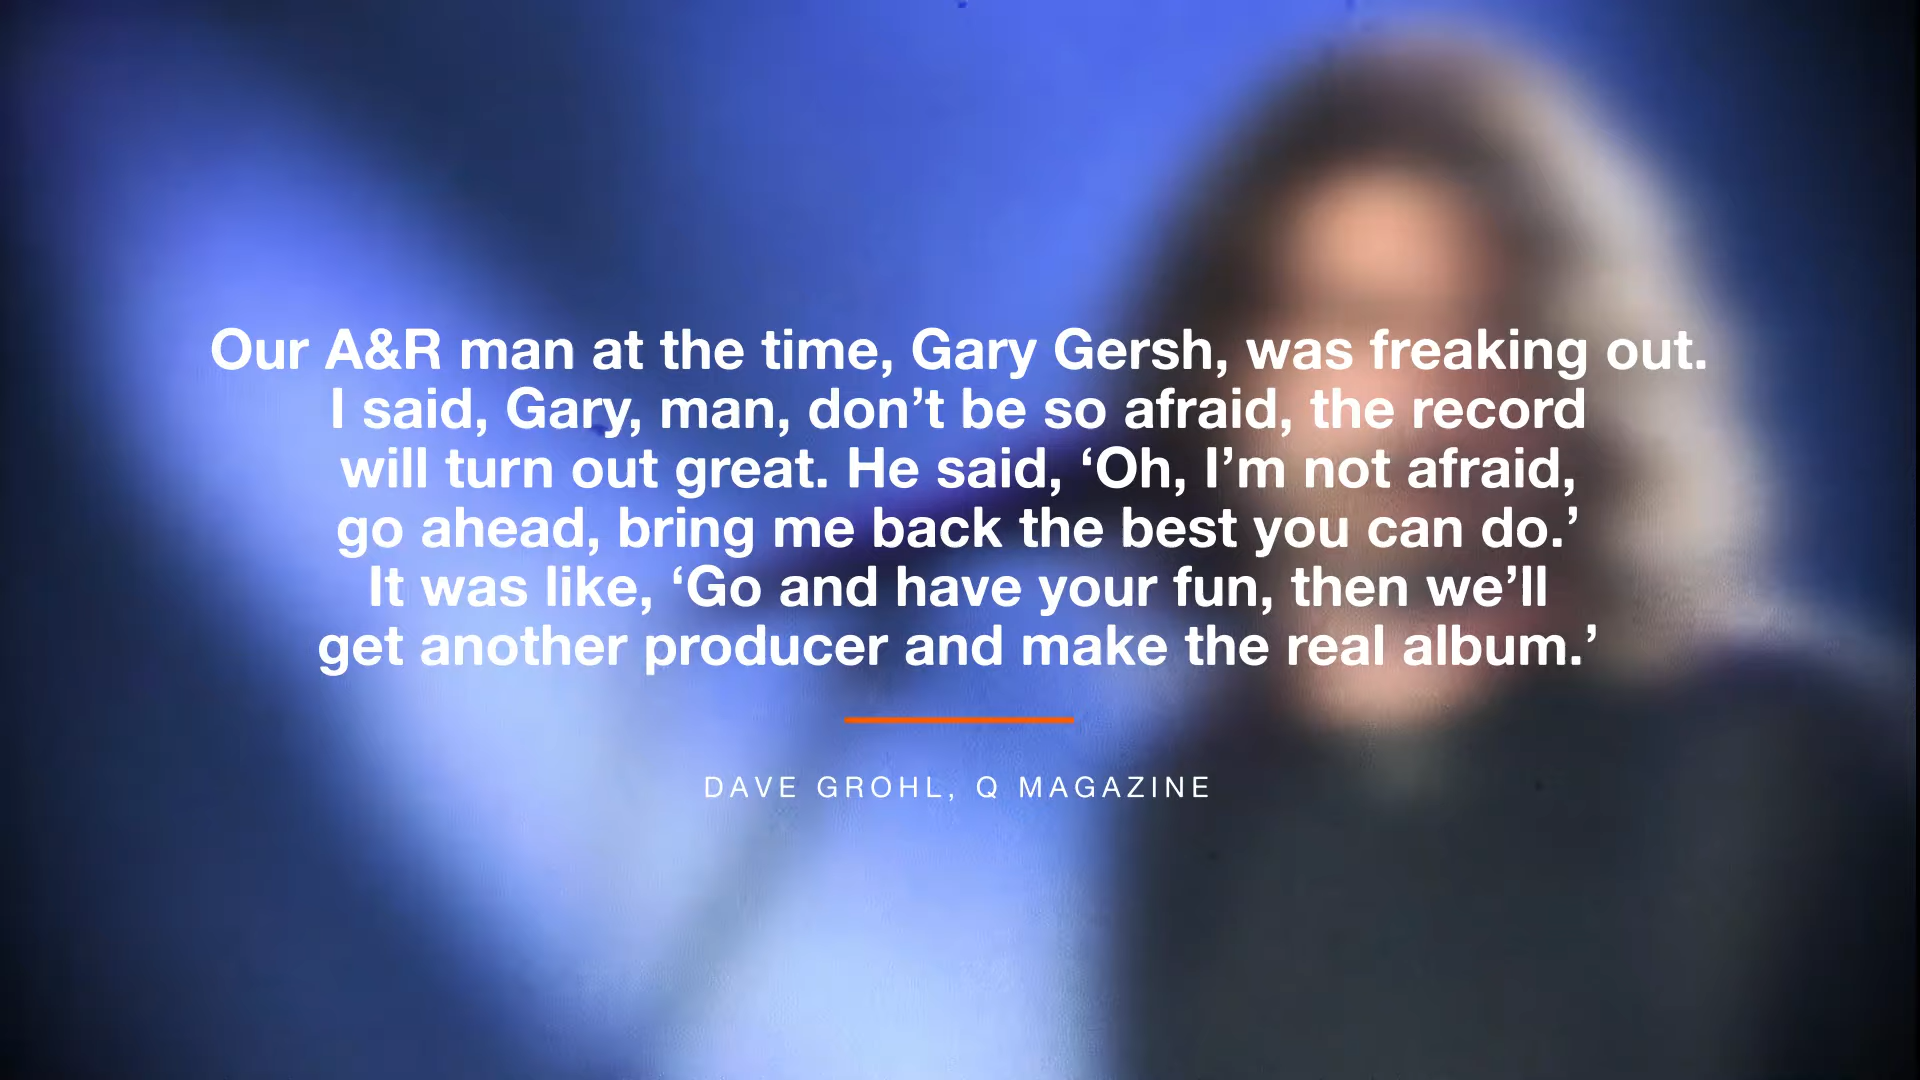 Our A&R man at the time, Gary Gersh, was freaking out.
I said, Gary, man, don’t be so afraid, the record
will turn out great. He said, ‘Oh, I’m not afraid,
go ahead, bring me back the best you can do.’
It was like, ‘Go and have your fun, then we’ll
get another producer and make the real album.’
DAVE GROHL, Q MAGAZINE